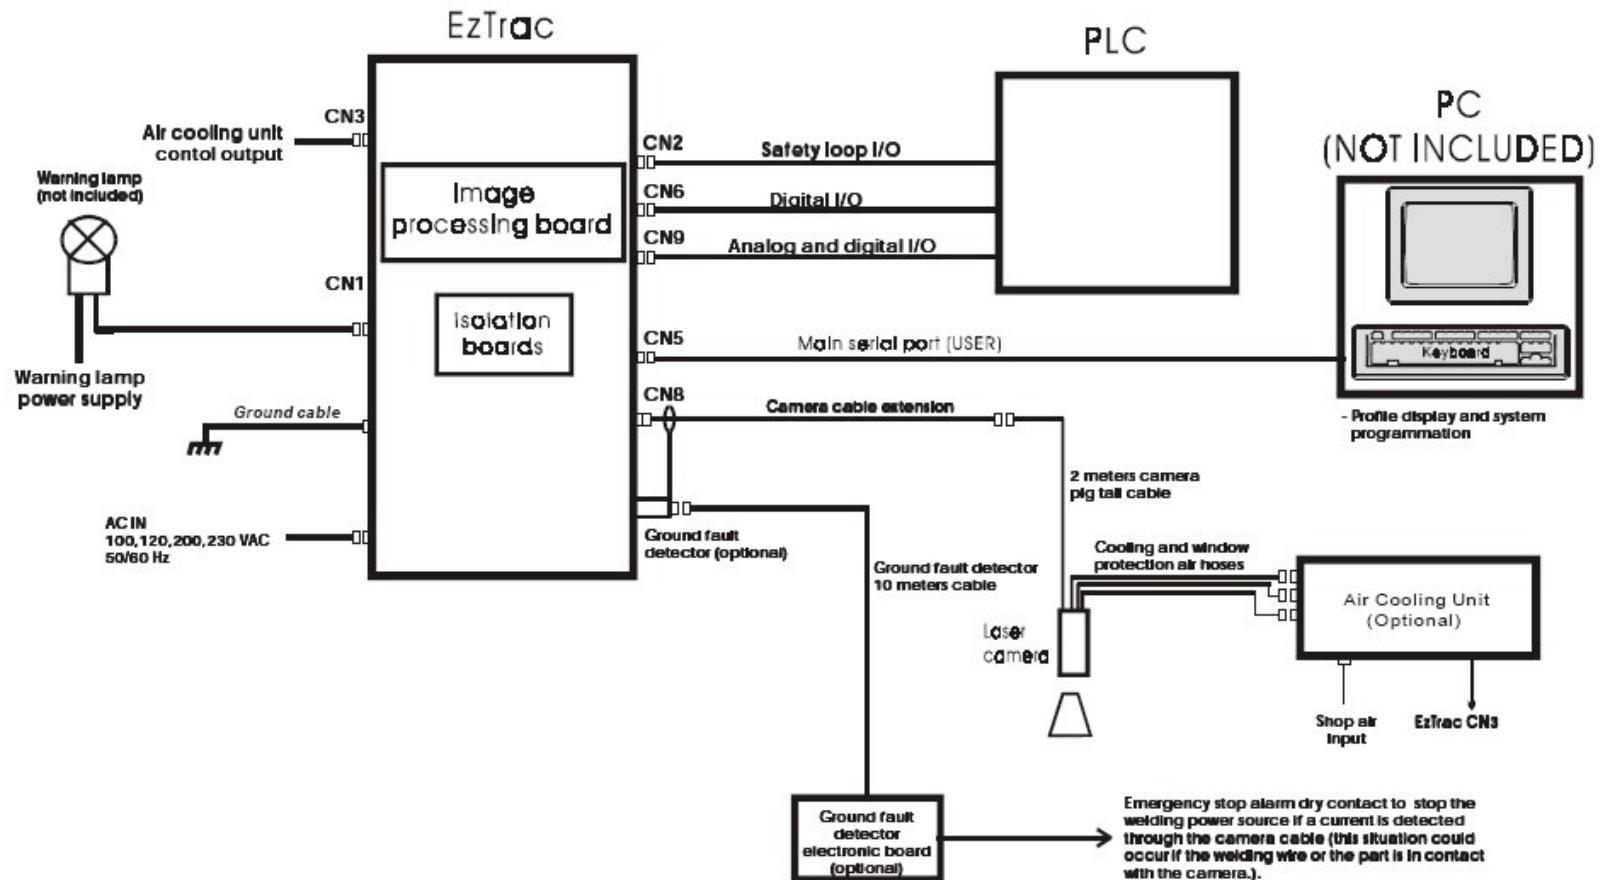 EzTrac
PLC
PC
(NOT INCLUDED)
CN3
Air cooling unit
contol output
Warning lamp
(not included)
CN1
Warning lamp
power supply
Ground cable
AC IN
100,120,200,230 VAC
50/60 Hz
Image
processing board
Isolation
boards
CN2
Safety loop I/O
CN6
Digital I/O
CN9
Analog and digital I/O
CN5
Main serial port (USER)
CN8
Camera cable extension
Keyboard
- Profile display and system
programmation
2 meters camera
pig tail cable
Ground fault
detector (optional)
Ground fault detector
10 meters cable
Cooling and window
protection air hoses
Laser
camera
Air Cooling Unit
(Optional)
Shop air
input
EzTrac CN3
Ground fault
detector
electronic board
(optional)
Emergency stop alarm dry contact to stop the
welding power source if a current is detected
through the camera cable (this situation could
occur if the welding wire or the part is in contact
with the camera.).